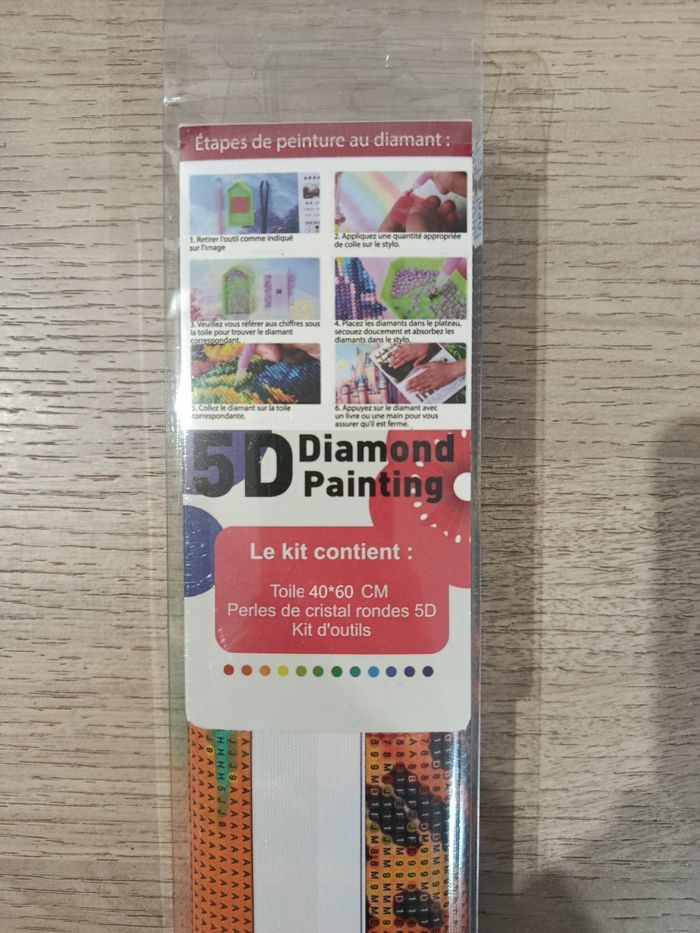 Étapes de peinture au diamant :
1. Retirer l'outil comme indiqué
sur l'image
2. Appliquez une quantité appropriée
de colle sur le stylo.
3. Veuillez vous référer aux chiffres sous
la toile pour trouver le diamant
correspondant.
4. Placez les diamants dans le plateau,
secouez doucement et absorbez les
diamants dans le stylo.
5. Collez le diamant sur la toile
correspondante.
6. Appuyez sur le diamant avec
un livre ou une main pour vous
assurer qu'il est ferme.
5D Diamond
Painting
Le kit contient :
Toile 40*60 CM
Perles de cristal rondes 5D
Kit d'outils